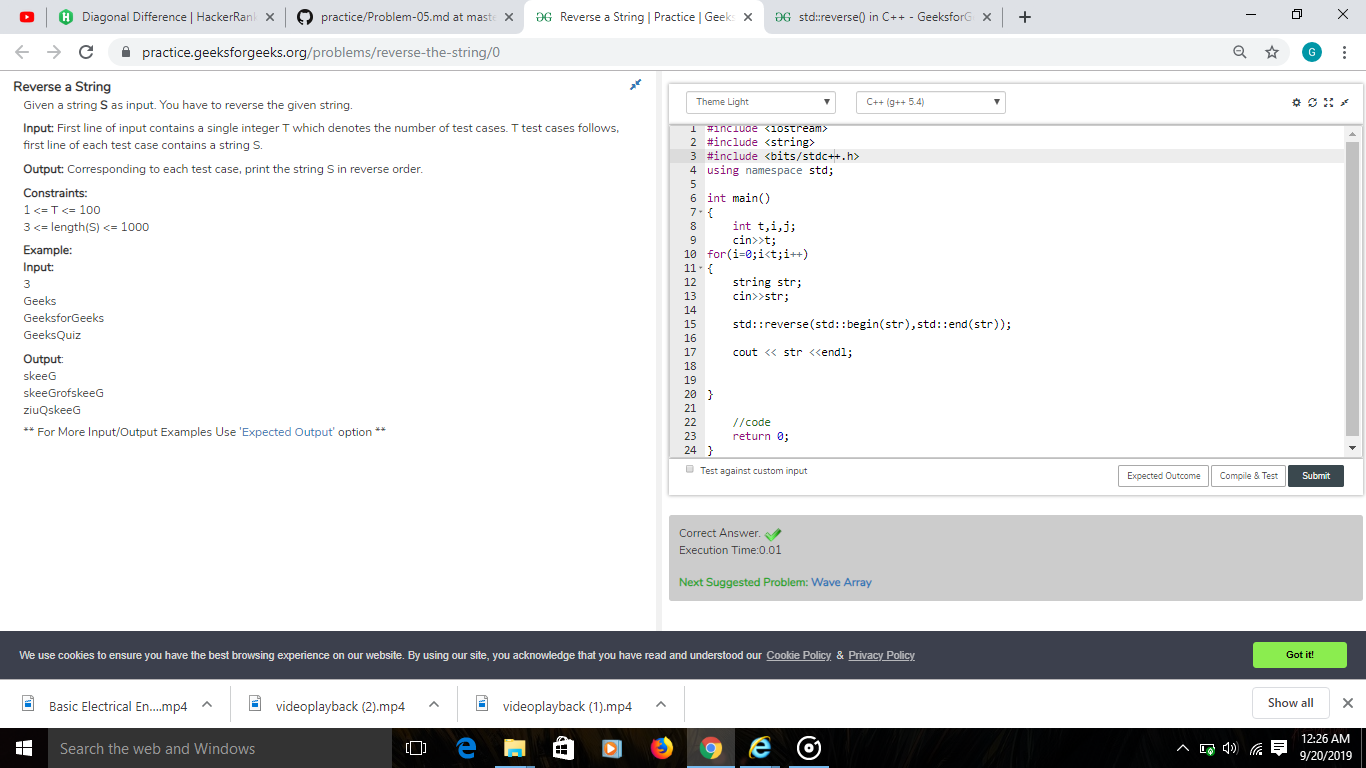 Diagonal Difference | HackerRank
practice/Problem-05.md at maste
Reverse a String | Practice | Geeks
std::reverse() in C++ - GeeksforG
practice.geeksforgeeks.org/problems/reverse-the-string/0
G
Reverse a String
Given a string S as input. You have to reverse the given string.
Input: First line of input contains a single integer T which denotes the number of test cases. T test cases follows,
first line of each test case contains a string S.
Output: Corresponding to each test case, print the string S in reverse order.
Constraints:
1 <= T <= 100
3 <= length(S) <= 1000
Example:
Input:
3
Geeks
GeeksforGeeks
GeeksQuiz
Output:
skeeG
skeeGrofskeeG
ziuQskeeG
** For More Input/Output Examples Use 'Expected Output' option **
Theme Light
C++ (g++ 5.4)
1 #include <iostream>
2 #include <string>
3 #include <bits/stdc++.h>
4 using namespace std;
5
6 int main()
7 {
8 int t,i,j;
9 cin>>t;
10 for(i=0;i<t;i++)
11 {
12 string str;
13 cin>>str;
14
15 std::reverse(std::begin(str),std::end(str));
16
17 cout << str <<endl;
18
19
20 }
21
22 //code
23 return 0;
24 }
Test against custom input
Expected Outcome
Compile & Test
Submit
Correct Answer.
Execution Time:0.01
Next Suggested Problem: Wave Array
We use cookies to ensure you have the best browsing experience on our website. By using our site, you acknowledge that you have read and understood our Cookie Policy & Privacy Policy
Got it!
Basic Electrical En....mp4
videoplayback (2).mp4
videoplayback (1).mp4
Show all
Search the web and Windows
12:26 AM
9/20/2019